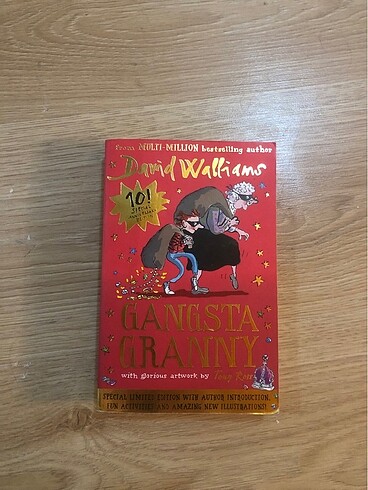 From MULTI-MILLION bestselling author
David Walliams
10!
GANGSTA
GRANNY
with glorious artwork by Tony Ross
SPECIAL LIMITED EDITION WITH AUTHOR INTRODUCTION,
FUN ACTIVITIES AND AMAZING NEW ILLUSTRATIONS!